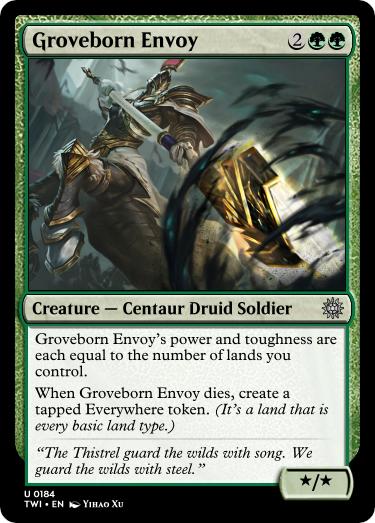 Groveborn Envoy 2
Creature — Centaur Druid Soldier
Groveborn Envoy's power and toughness are
each equal to the number of lands you
control.
When Groveborn Envoy dies, create a
tapped Everywhere token. (It's a land that is
every basic land type.)
“The Thistrel guard the wilds with song. We
guard the wilds with steel.”
*/*
U 0184
TWI • EN Yihao Xu